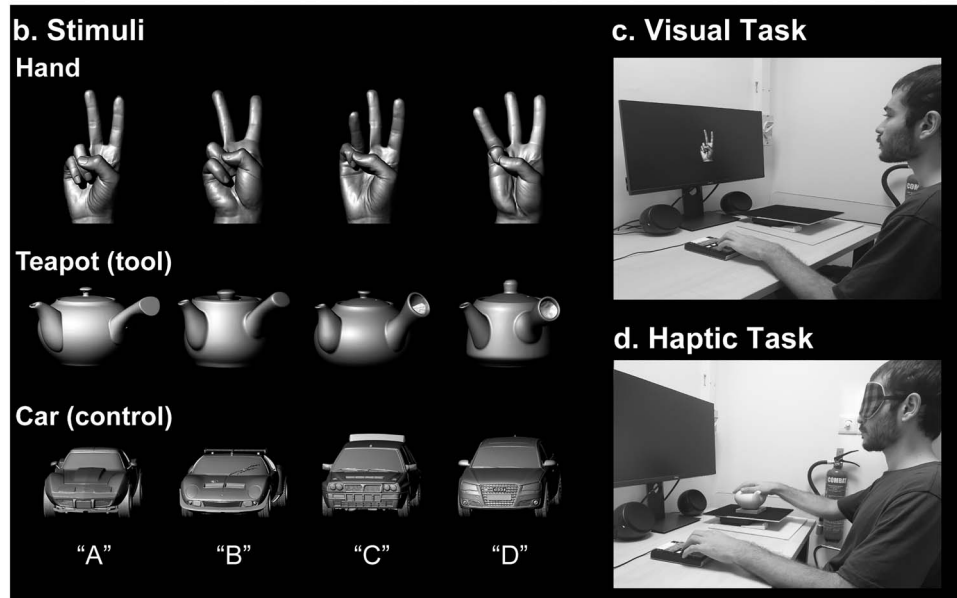 b. Stimuli
Hand
Teapot (tool)
Car (control)
“A” “B” “C” “D”
c. Visual Task
d. Haptic Task
COMBAT